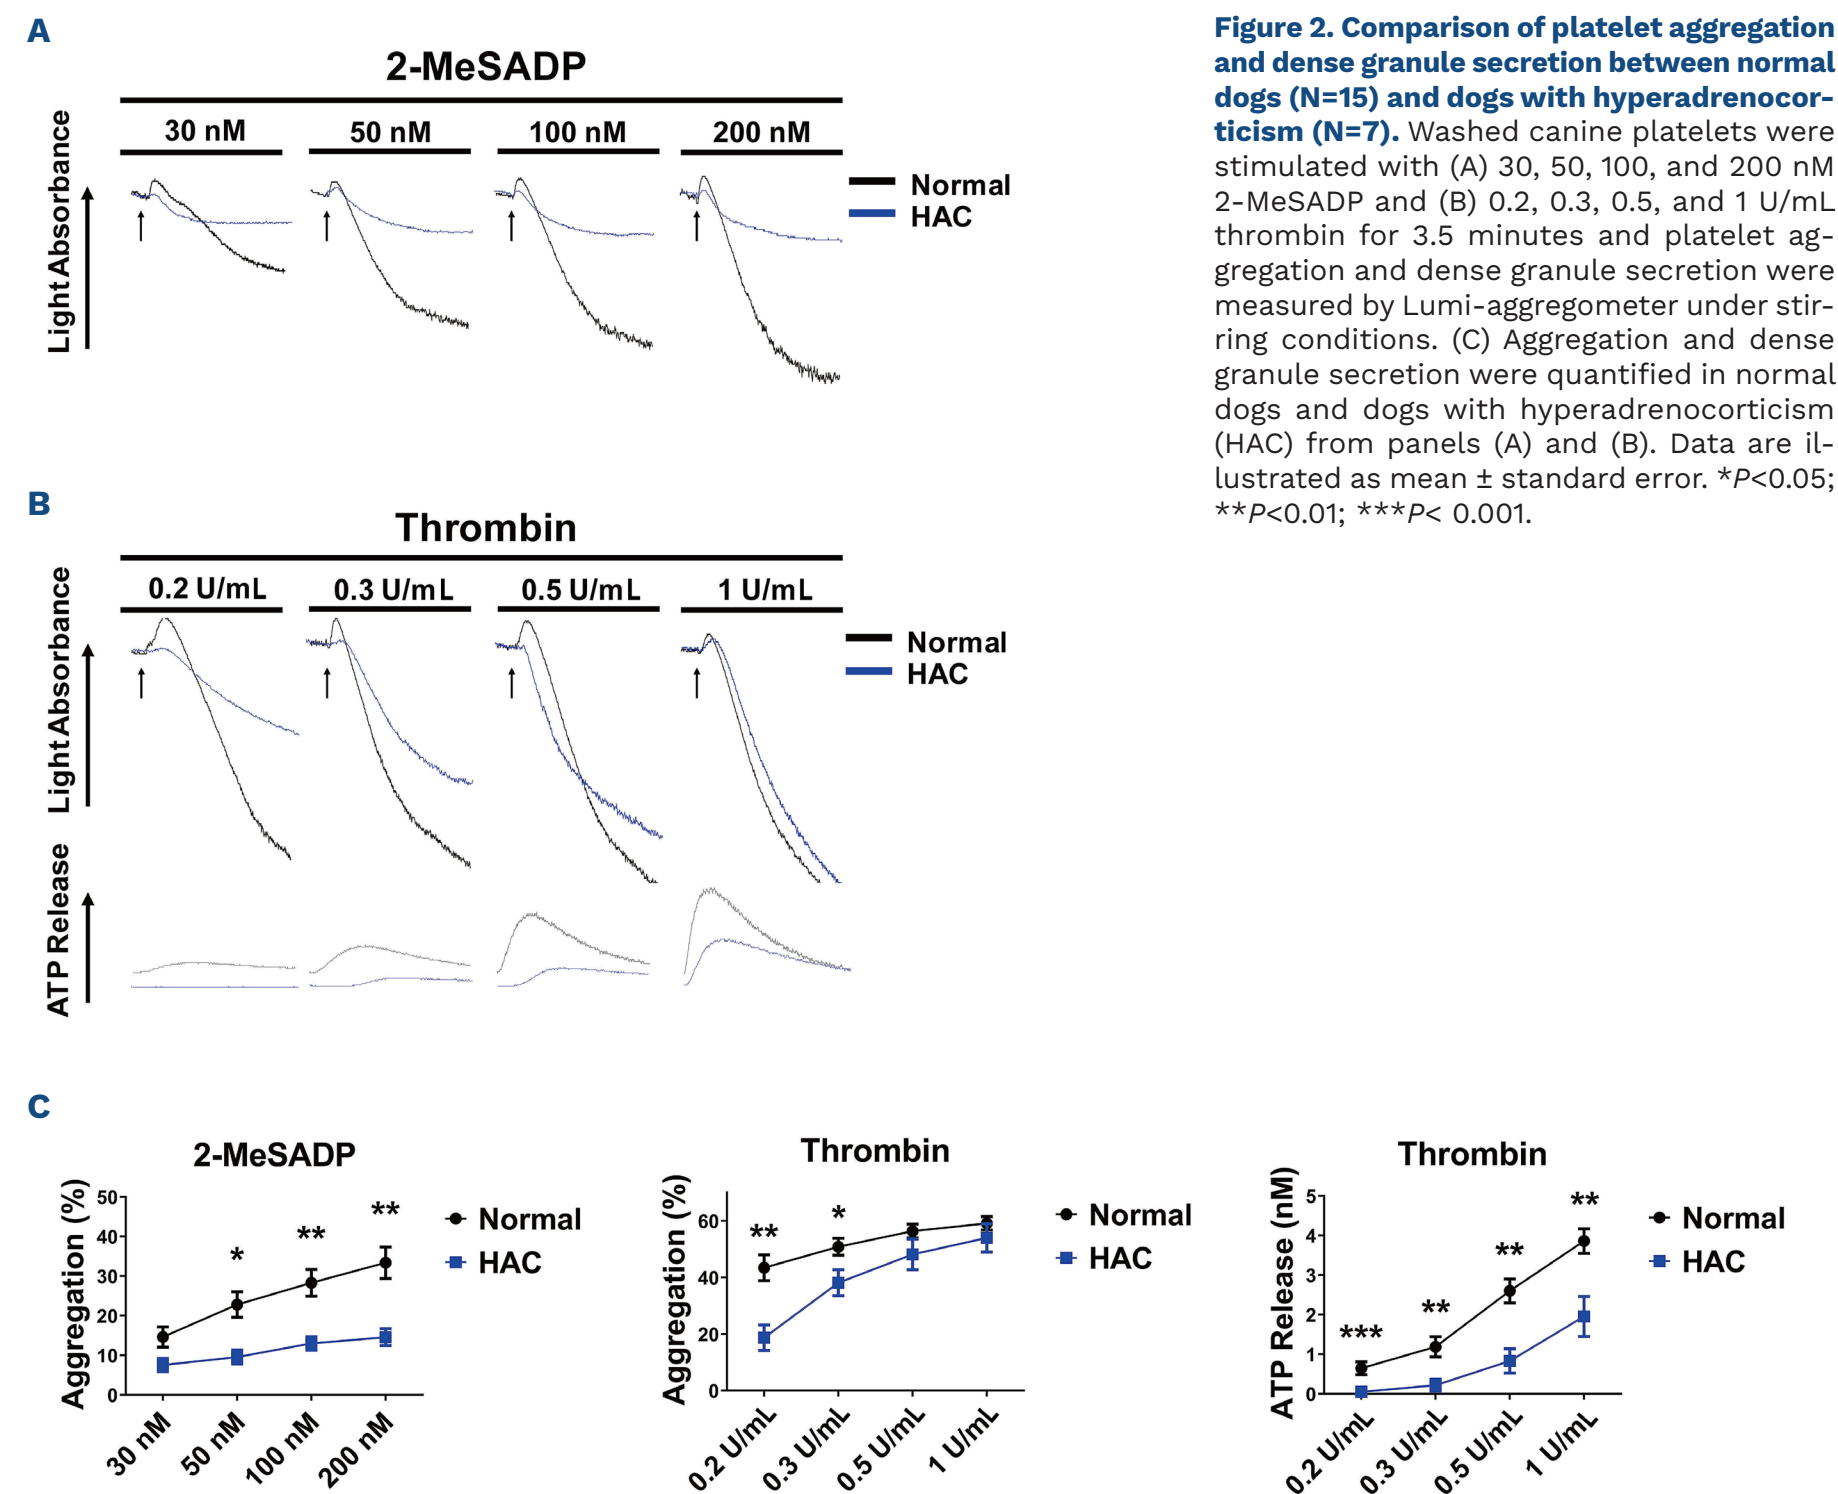 A
2-MeSADP
30 nM
50 nM
100 nM
200 nM
Light Absorbance
Normal
HAC
Figure 2. Comparison of platelet aggregation
and dense granule secretion between normal
dogs (N=15) and dogs with hyperadrenocor-
ticism (N=7). Washed canine platelets were
stimulated with (A) 30, 50, 100, and 200 nM
2-MeSADP and (B) 0.2, 0.3, 0.5, and 1 U/mL
thrombin for 3.5 minutes and platelet ag-
gregation and dense granule secretion were
measured by Lumi-aggregometer under stir-
ring conditions. (C) Aggregation and dense
granule secretion were quantified in normal
dogs and dogs with hyperadrenocorticism
(HAC) from panels (A) and (B). Data are il-
lustrated as mean ± standard error. *P<0.05;
**P<0.01; ***P< 0.001.
B
Thrombin
0.2 U/mL
0.3 U/mL
0.5 U/mL
1 U/mL
Light Absorbance
Normal
HAC
ATP Release
C
2-MeSADP
Aggregation (%)
50
40
30
20
10
0
*
**
**
30 nM
50 nM
100 nM
200 nM
Normal
HAC
Thrombin
Aggregation (%)
60
40
20
0
**
*
0.2 U/mL
0.3 U/mL
0.5 U/mL
1 U/mL
Normal
HAC
Thrombin
ATP Release (nM)
5
4
3
2
1
0
***
**
**
**
0.2 U/mL
0.3 U/mL
0.5 U/mL
1 U/mL
Normal
HAC